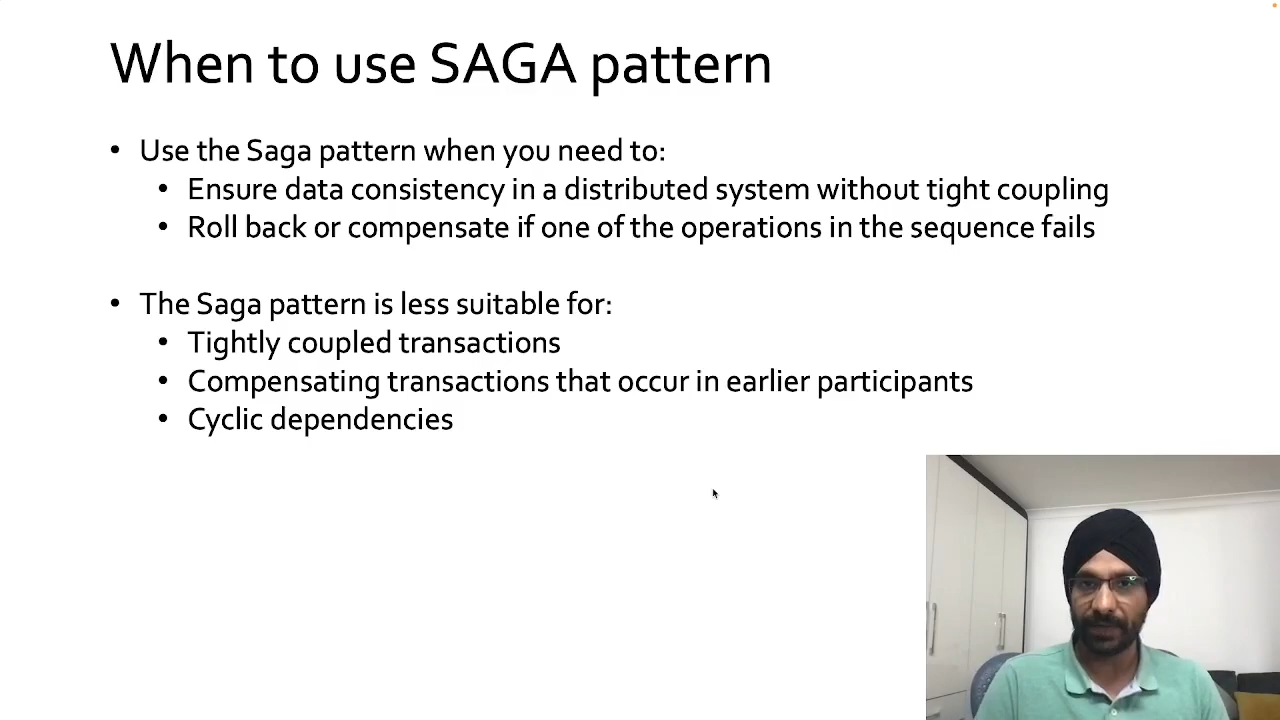 When to use SAGA pattern
• Use the Saga pattern when you need to:
• Ensure data consistency in a distributed system without tight coupling
• Roll back or compensate if one of the operations in the sequence fails
• The Saga pattern is less suitable for:
• Tightly coupled transactions
• Compensating transactions that occur in earlier participants
• Cyclic dependencies